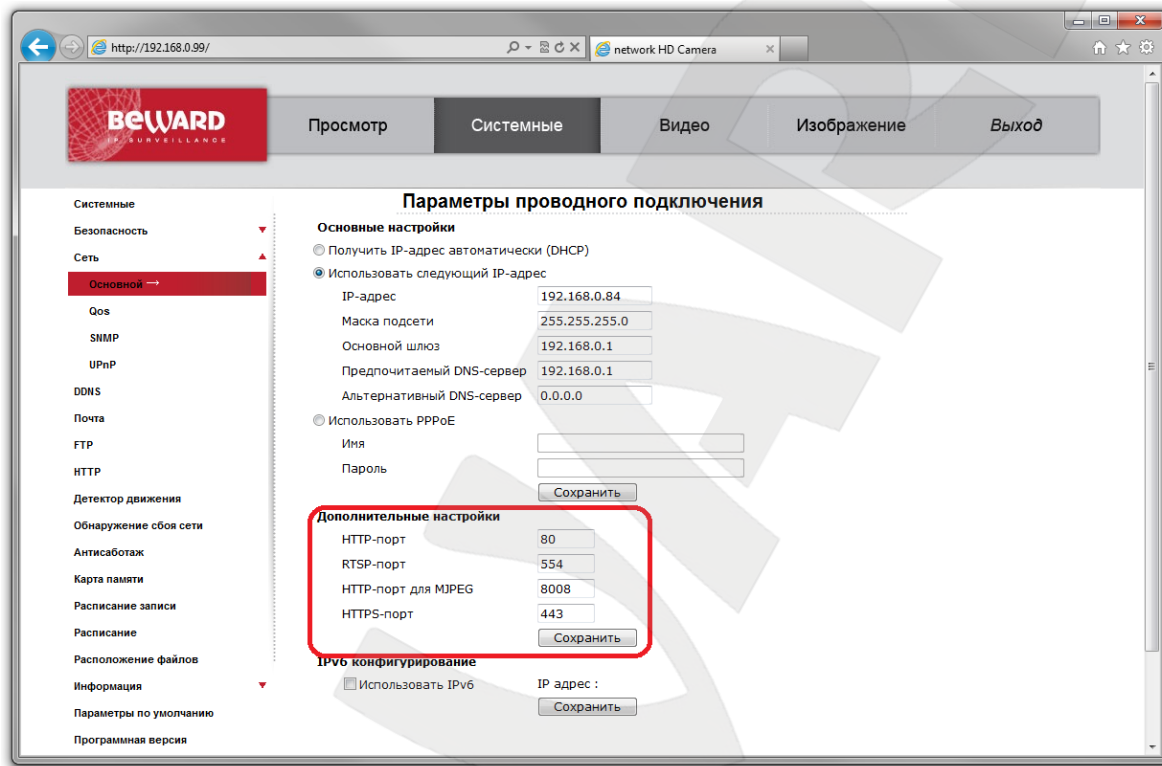 http://192.168.0.99/
network HD Camera
BEWARD
IP SURVEILLANCE
Просмотр
Системные
Видео
Изображение
Выход
Системные
Безопасность
Сеть
Основной →
Qos
SNMP
UPnP
DDNS
Почта
FTP
HTTP
Детектор движения
Обнаружение сбоя сети
Антисаботаж
Карта памяти
Расписание записи
Расписание
Расположение файлов
Информация
Параметры по умолчанию
Программная версия
Параметры проводного подключения
Основные настройки
Получить IP-адрес автоматически (DHCP)
Использовать следующий IP-адрес
IP-адрес 192.168.0.84
Маска подсети 255.255.255.0
Основной шлюз 192.168.0.1
Предпочитаемый DNS-сервер 192.168.0.1
Альтернативный DNS-сервер 0.0.0.0
Использовать PPPoE
Имя
Пароль
Сохранить
Дополнительные настройки
HTTP-порт 80
RTSP-порт 554
HTTP-порт для MJPEG 8008
HTTPS-порт 443
Сохранить
IPv6 конфигурирование
Использовать IPv6 IP адрес :
Сохранить